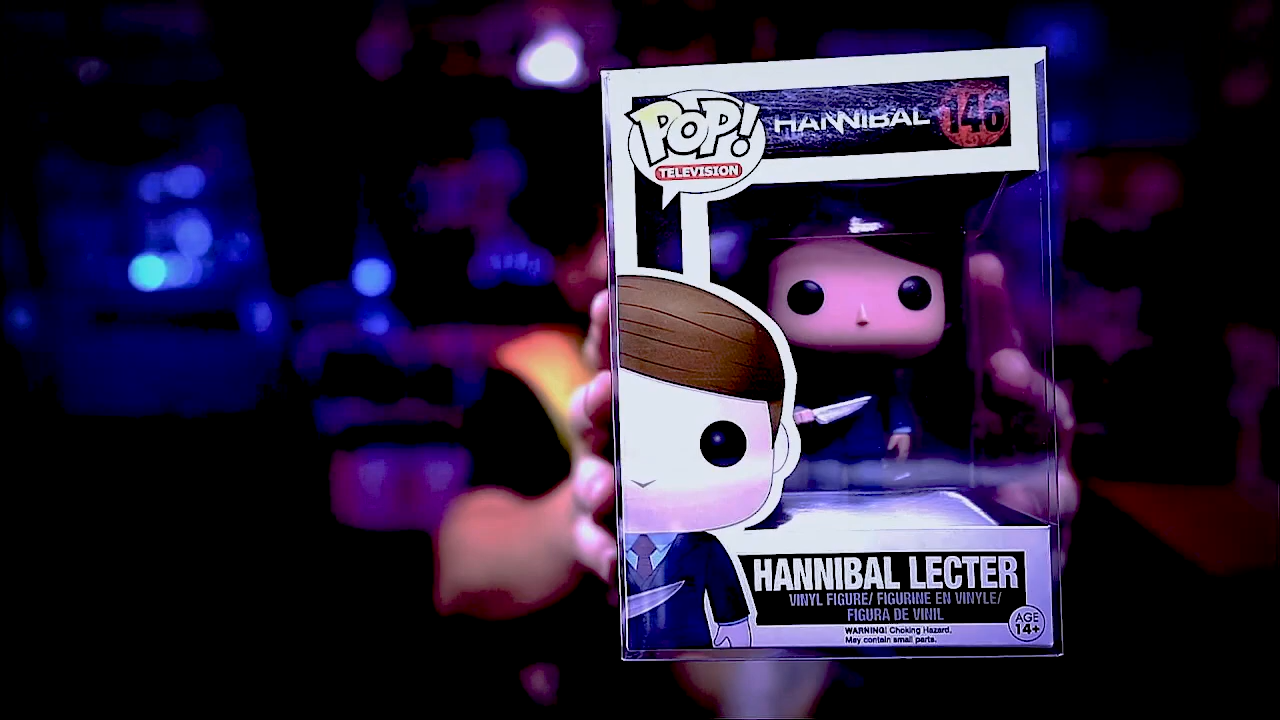 POP!
TELEVISION
HANNIBAL 146
HANNIBAL LECTER
VINYL FIGURE/ FIGURINE EN VINYLE/
FIGURA DE VINIL
WARNING! Choking Hazard.
May contain small parts.
AGE
14+